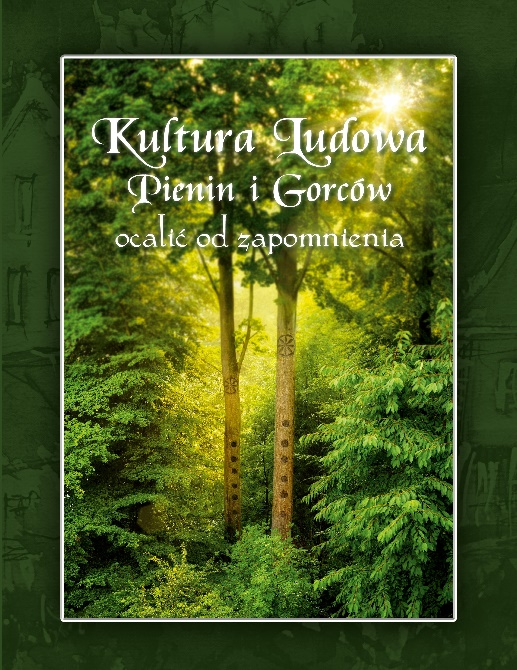 Kultura Ludowa
Pienin i Gorców
ocalić od zapomnienia